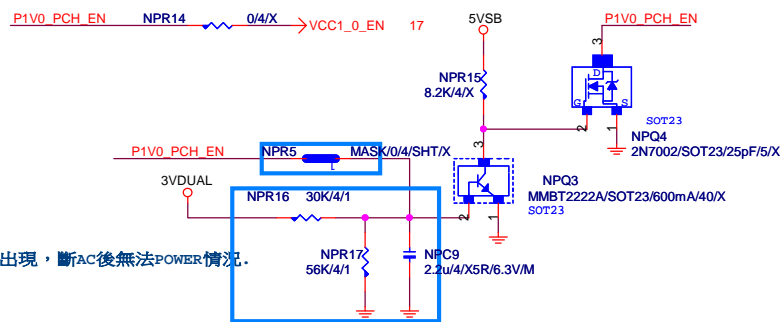 P1V0_PCH_EN NPR14 0/4/X VCC1_0_EN 17
5VSB
P1V0_PCH_EN
NPR15
8.2K/4/X
3
D
G
S
2
1
SOT23
NPQ4
2N7002/SOT23/25pF/5/X
P1V0_PCH_EN NPR5 MASK/0/4/SHT/X
3
3VDUAL
NPR16 30K/4/1
2
1
NPQ3
MMBT2222A/SOT23/600mA/40/X
SOT23
出現，斷AC後無法POWER情況.
NPR17
56K/4/1
NPC9
2.2u/4/X5R/6.3V/M